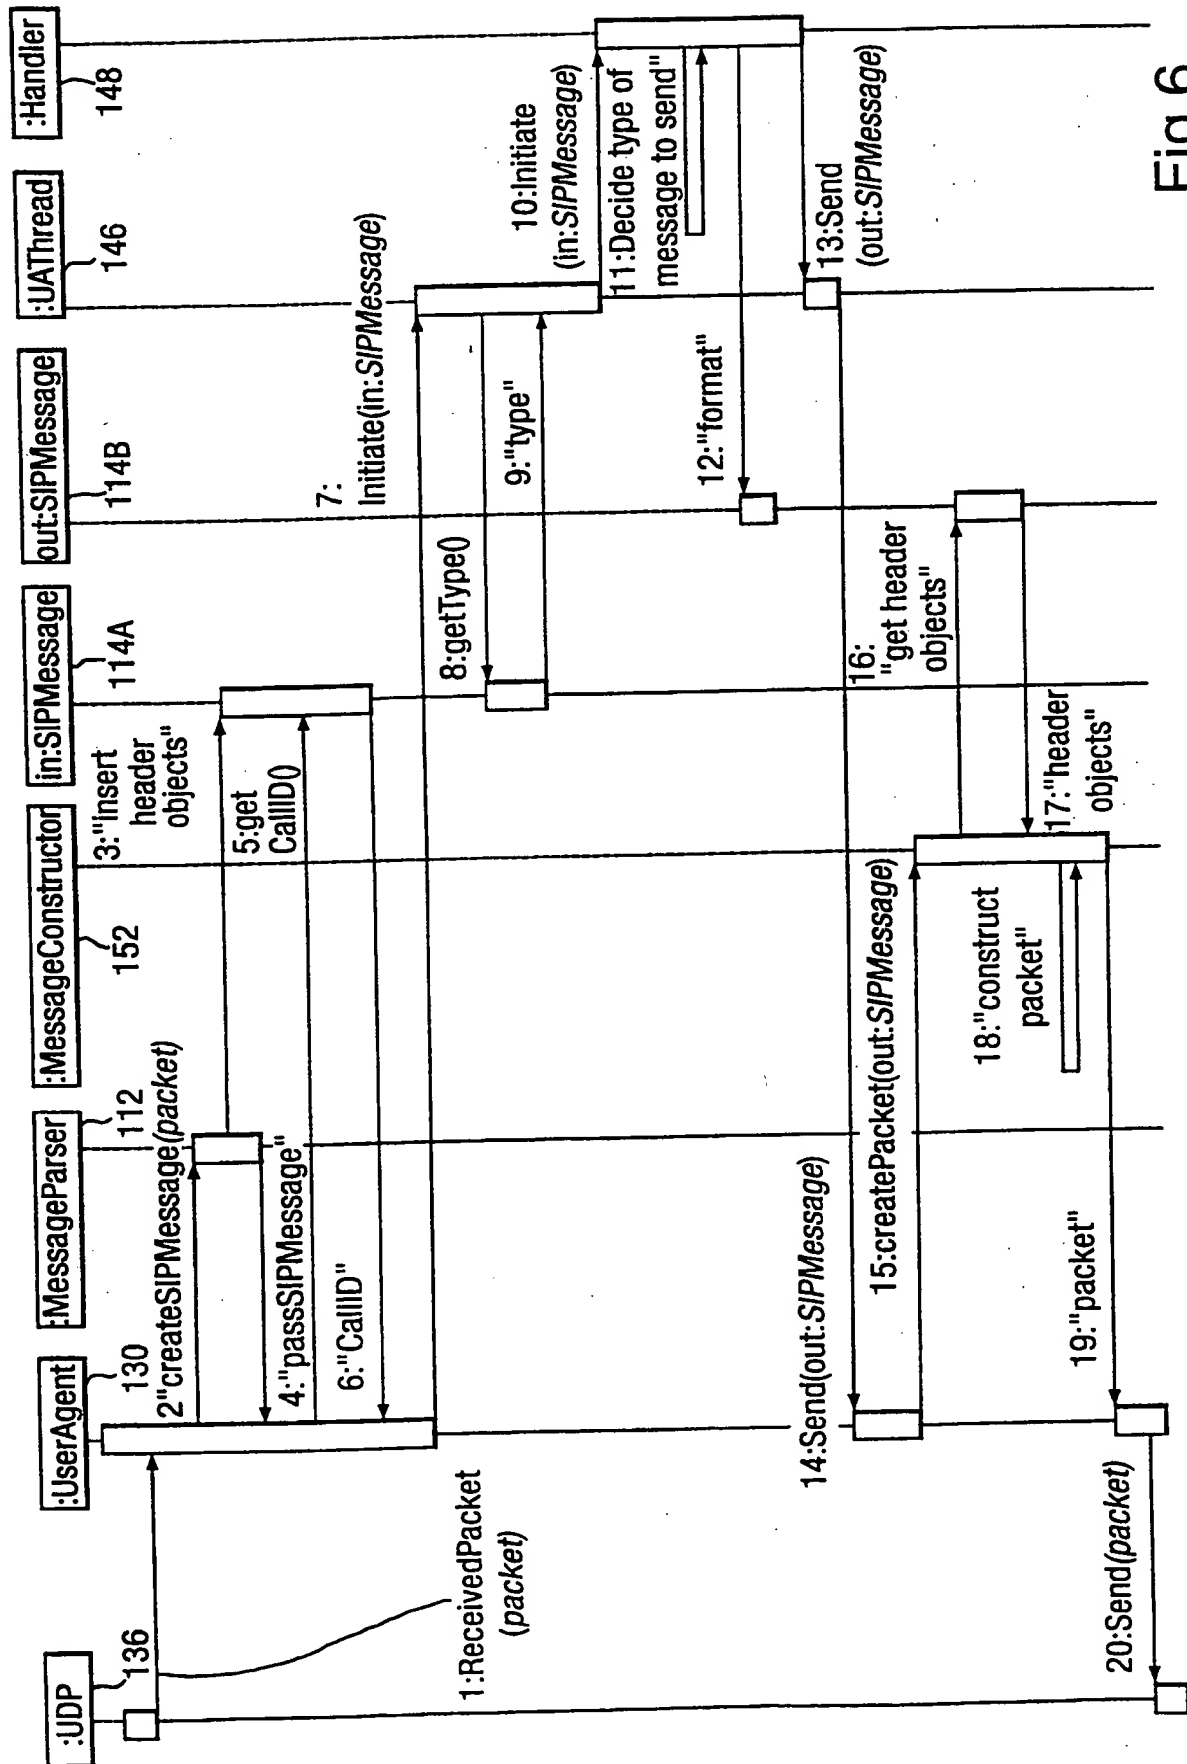 :UDP
136
:UserAgent
130
:MessageParser
112
:MessageConstructor
152
in:SIPMessage
114A
out:SIPMessage
114B
:UAThread
146
:Handler
148
1:ReceivedPacket
(packet)
2"createSIPMessage(packet)
3:"Insert
header
objects"
4:"passSIPMessage"
5:get
CallID()
6:"CallID"
7:
Initiate(in:SIPMessage)
8:getType()
9:"type"
10:Initiate
(in:SIPMessage)
11:Decide type of
message to send"
12:"format"
13:Send
(out:SIPMessage)
14:Send(out:SIPMessage)
15:createPacket(out:SIPMessage)
16:
"get header
objects"
17:"header
objects"
18:"construct
packet"
19:"packet"
20:Send(packet)
Fig.6